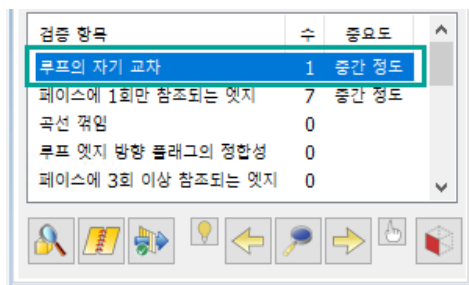 검증 항목 수 중요도
루프의 자기 교차 1 중간 정도
페이스에 1회만 참조되는 엣지 7 중간 정도
곡선 꺾임 0
루프 엣지 방향 플래그의 정합성 0
페이스에 3회 이상 참조되는 엣지 0